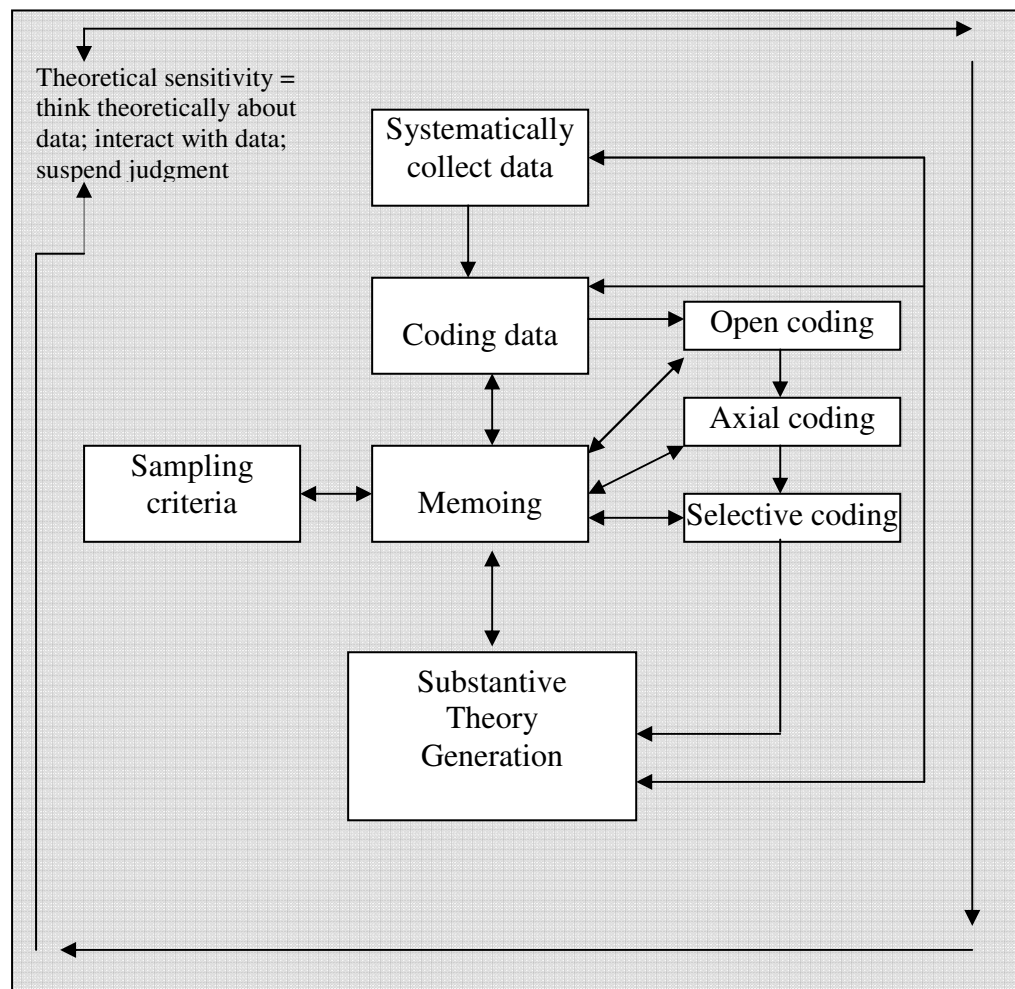 Theoretical sensitivity =
think theoretically about
data; interact with data;
suspend judgment
Systematically
collect data
Coding data
Open coding
Axial coding
Sampling
criteria
Memoing
Selective coding
Substantive
Theory
Generation